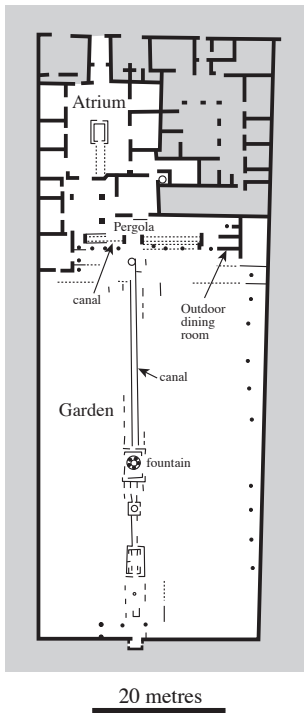 Atrium
Pergola
canal
Outdoor
dining
room
canal
Garden
fountain
20 metres